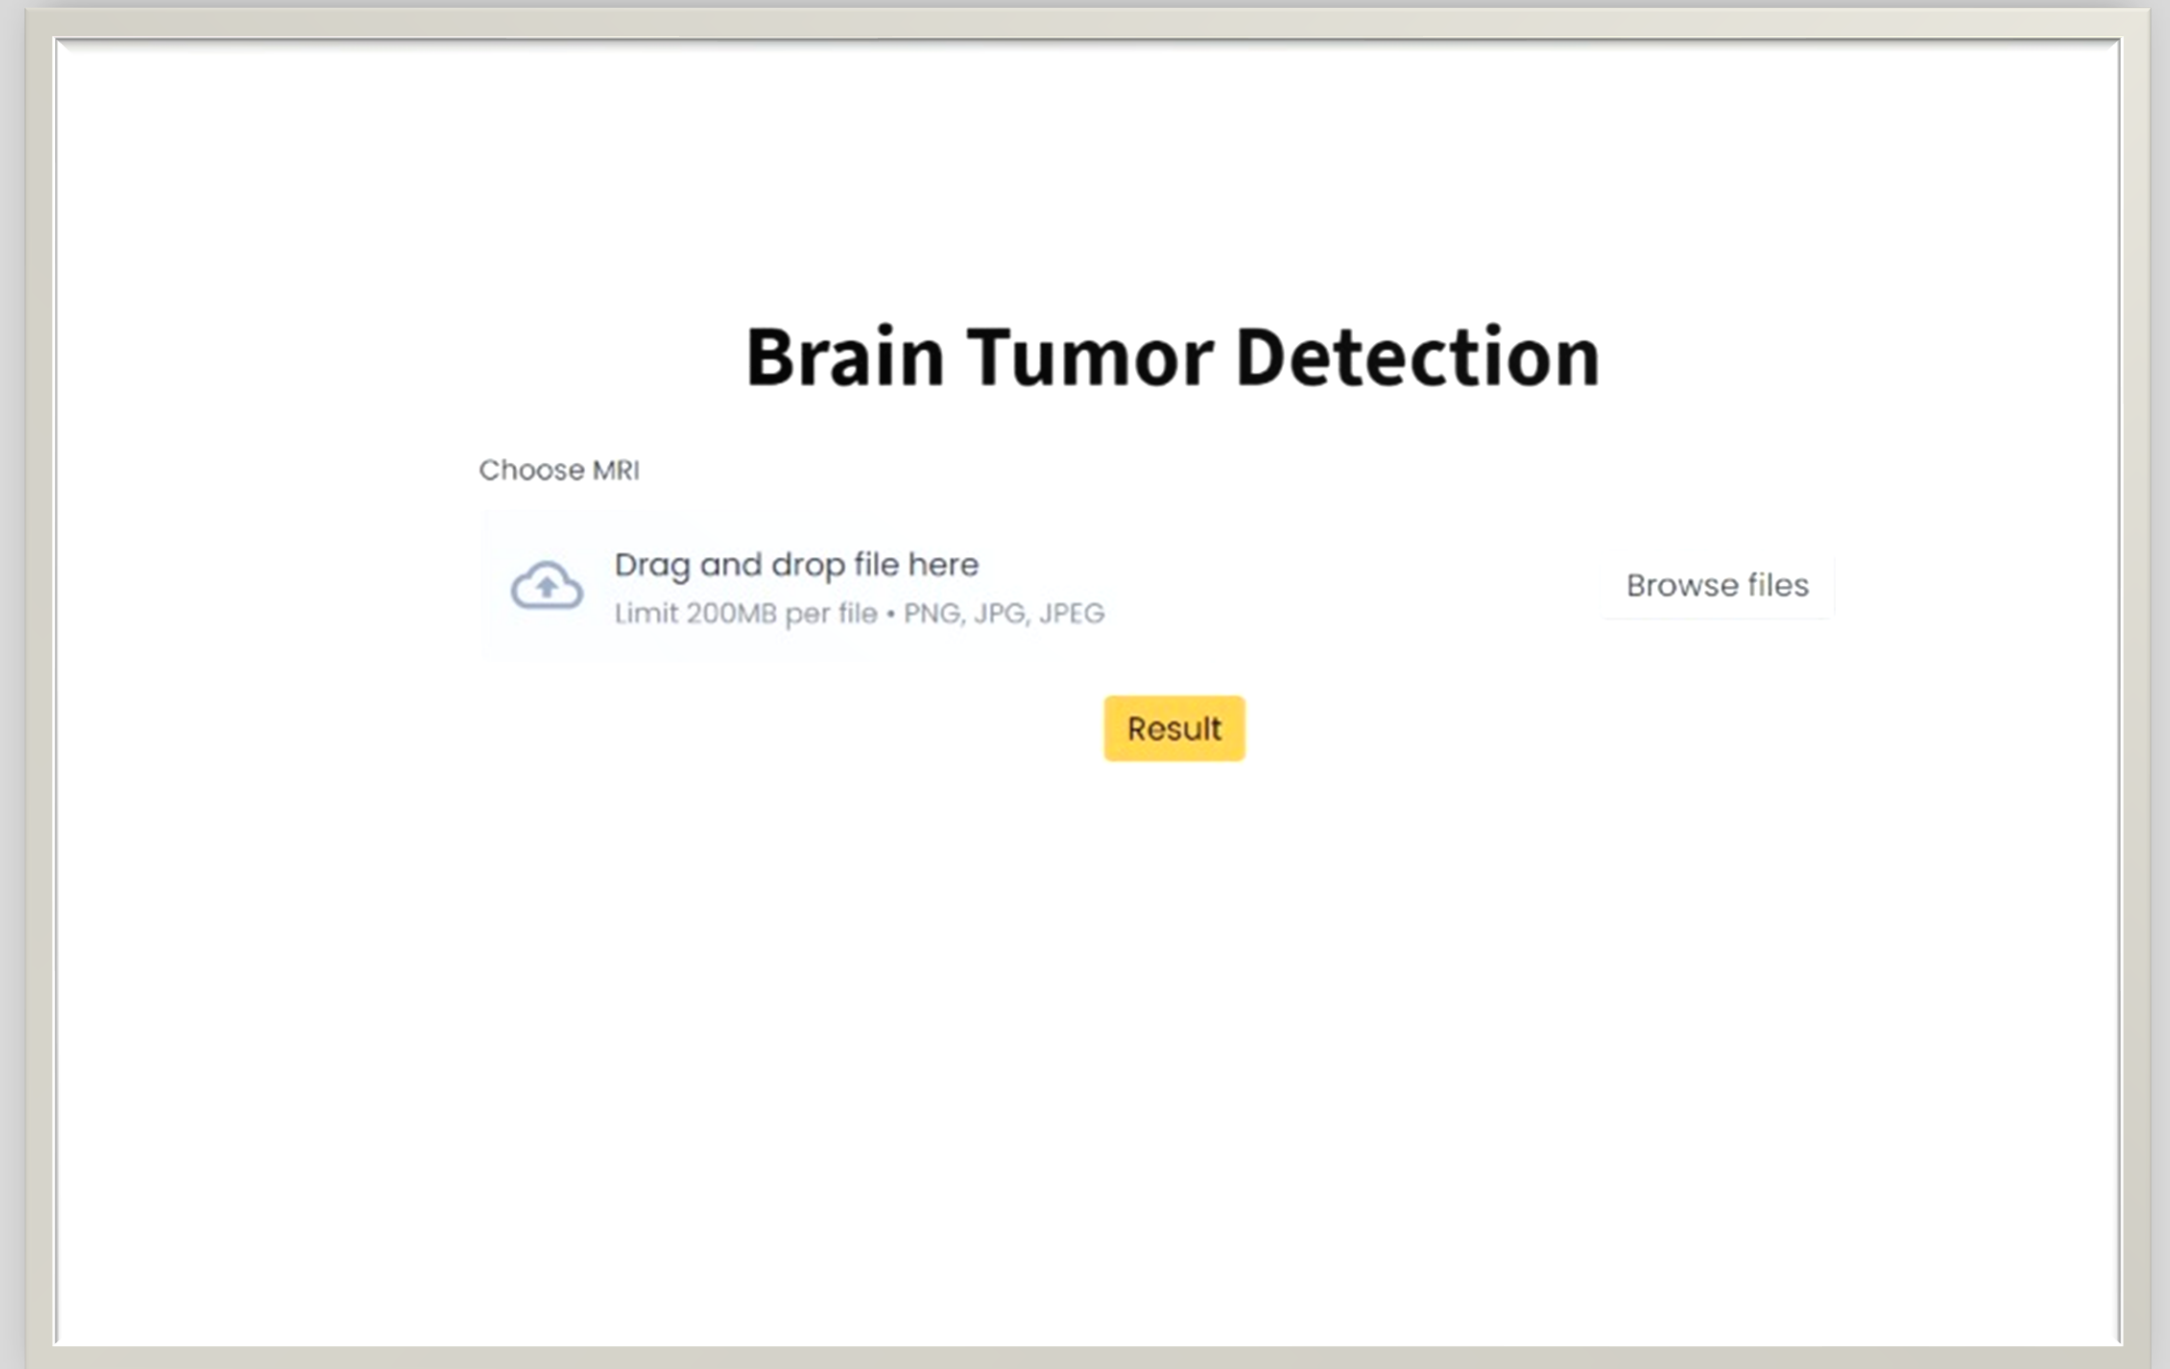 Brain Tumor Detection
Choose MRI
Drag and drop file here
Limit 200MB per file • PNG, JPG, JPEG
Browse files
Result